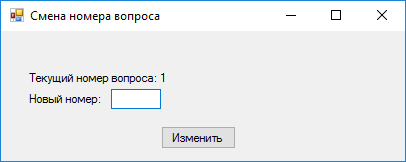 Смена номера вопроса
Текущий номер вопроса: 1
Новый номер:
Изменить